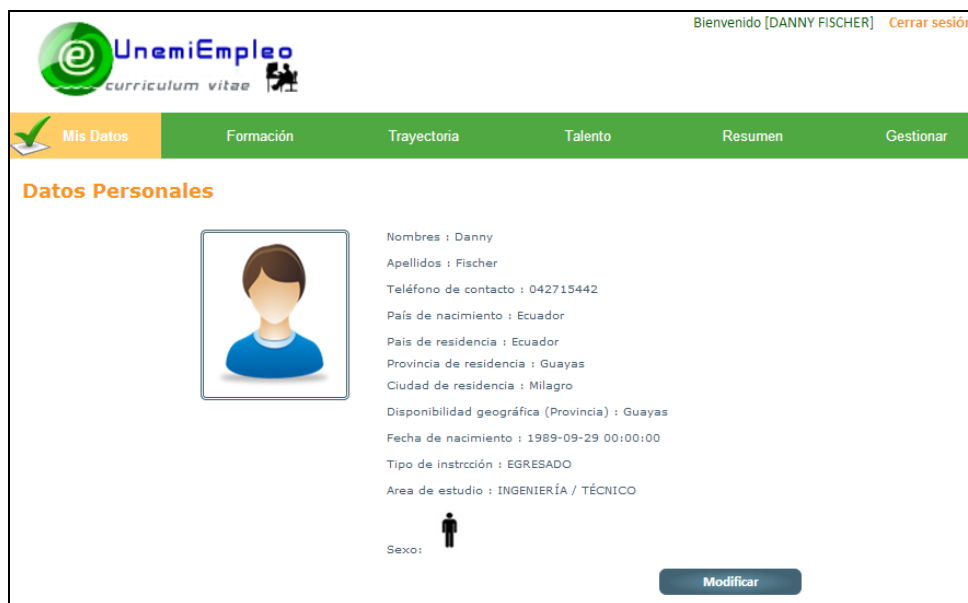 Bienvenido [DANNY FISCHER] Cerrar sesión
@ UnemiEmpleo
curriculum vitae
Mis Datos Formación Trayectoria Talento Resumen Gestionar
Datos Personales
Nombres : Danny
Apellidos : Fischer
Teléfono de contacto : 042715442
País de nacimiento : Ecuador
Pais de residencia : Ecuador
Provincia de residencia : Guayas
Ciudad de residencia : Milagro
Disponibilidad geográfica (Provincia) : Guayas
Fecha de nacimiento : 1989-09-29 00:00:00
Tipo de instrcción : EGRESADO
Area de estudio : INGENIERÍA / TÉCNICO
Sexo:
Modificar